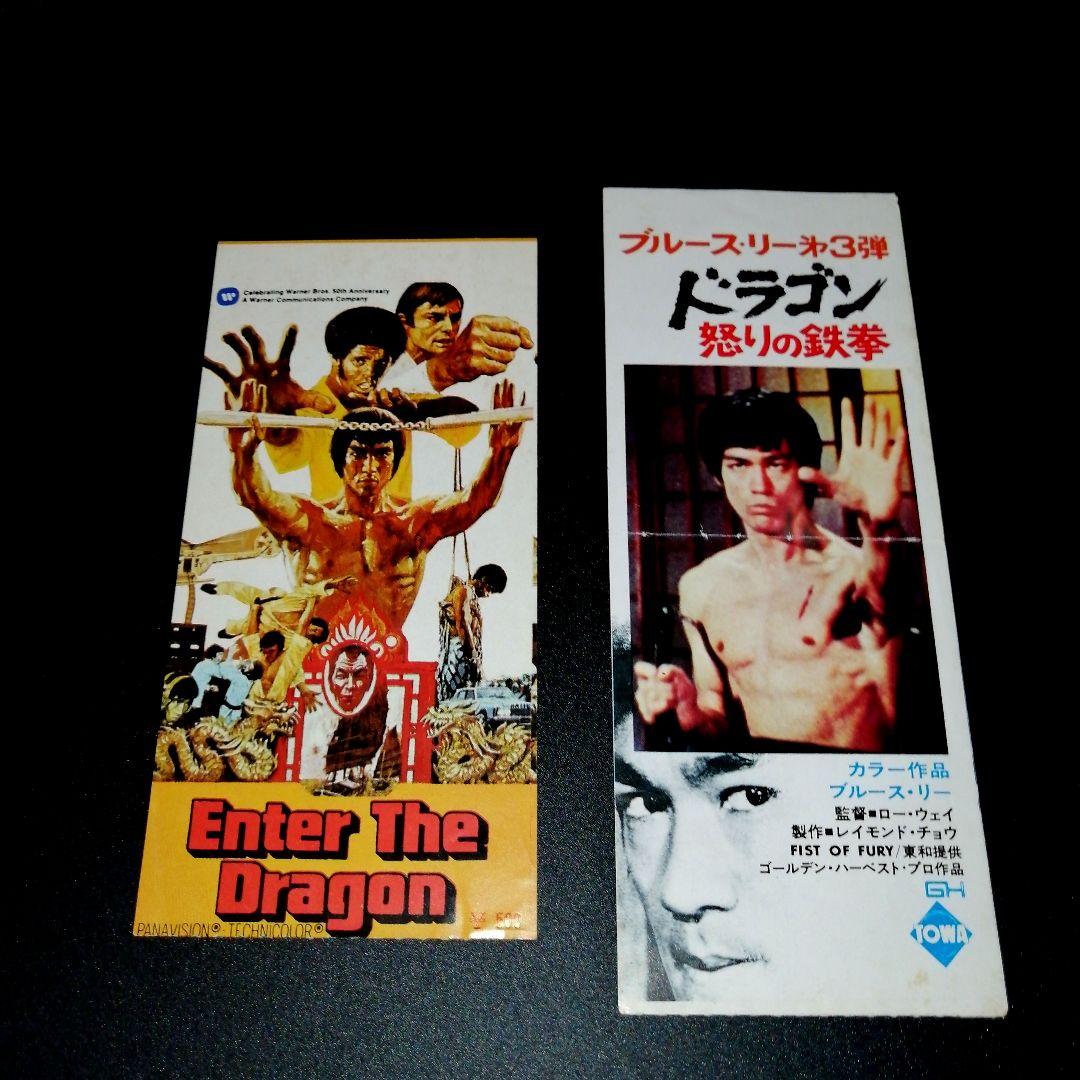 Celebrating Warner Bros. 50th Anniversary
A Warner Communications Company
Enter The
Dragon
¥ 500
PANAVISION® · TECHNICOLOR®
ブルース・リー第3弾
ドラゴン
怒りの鉄拳
カラー作品
ブルース・リー
監督■ロー・ウェイ
製作■レイモンド・チョウ
FIST OF FURY/東和提供
ゴールデン・ハーベスト・プロ作品
GH
TOWA